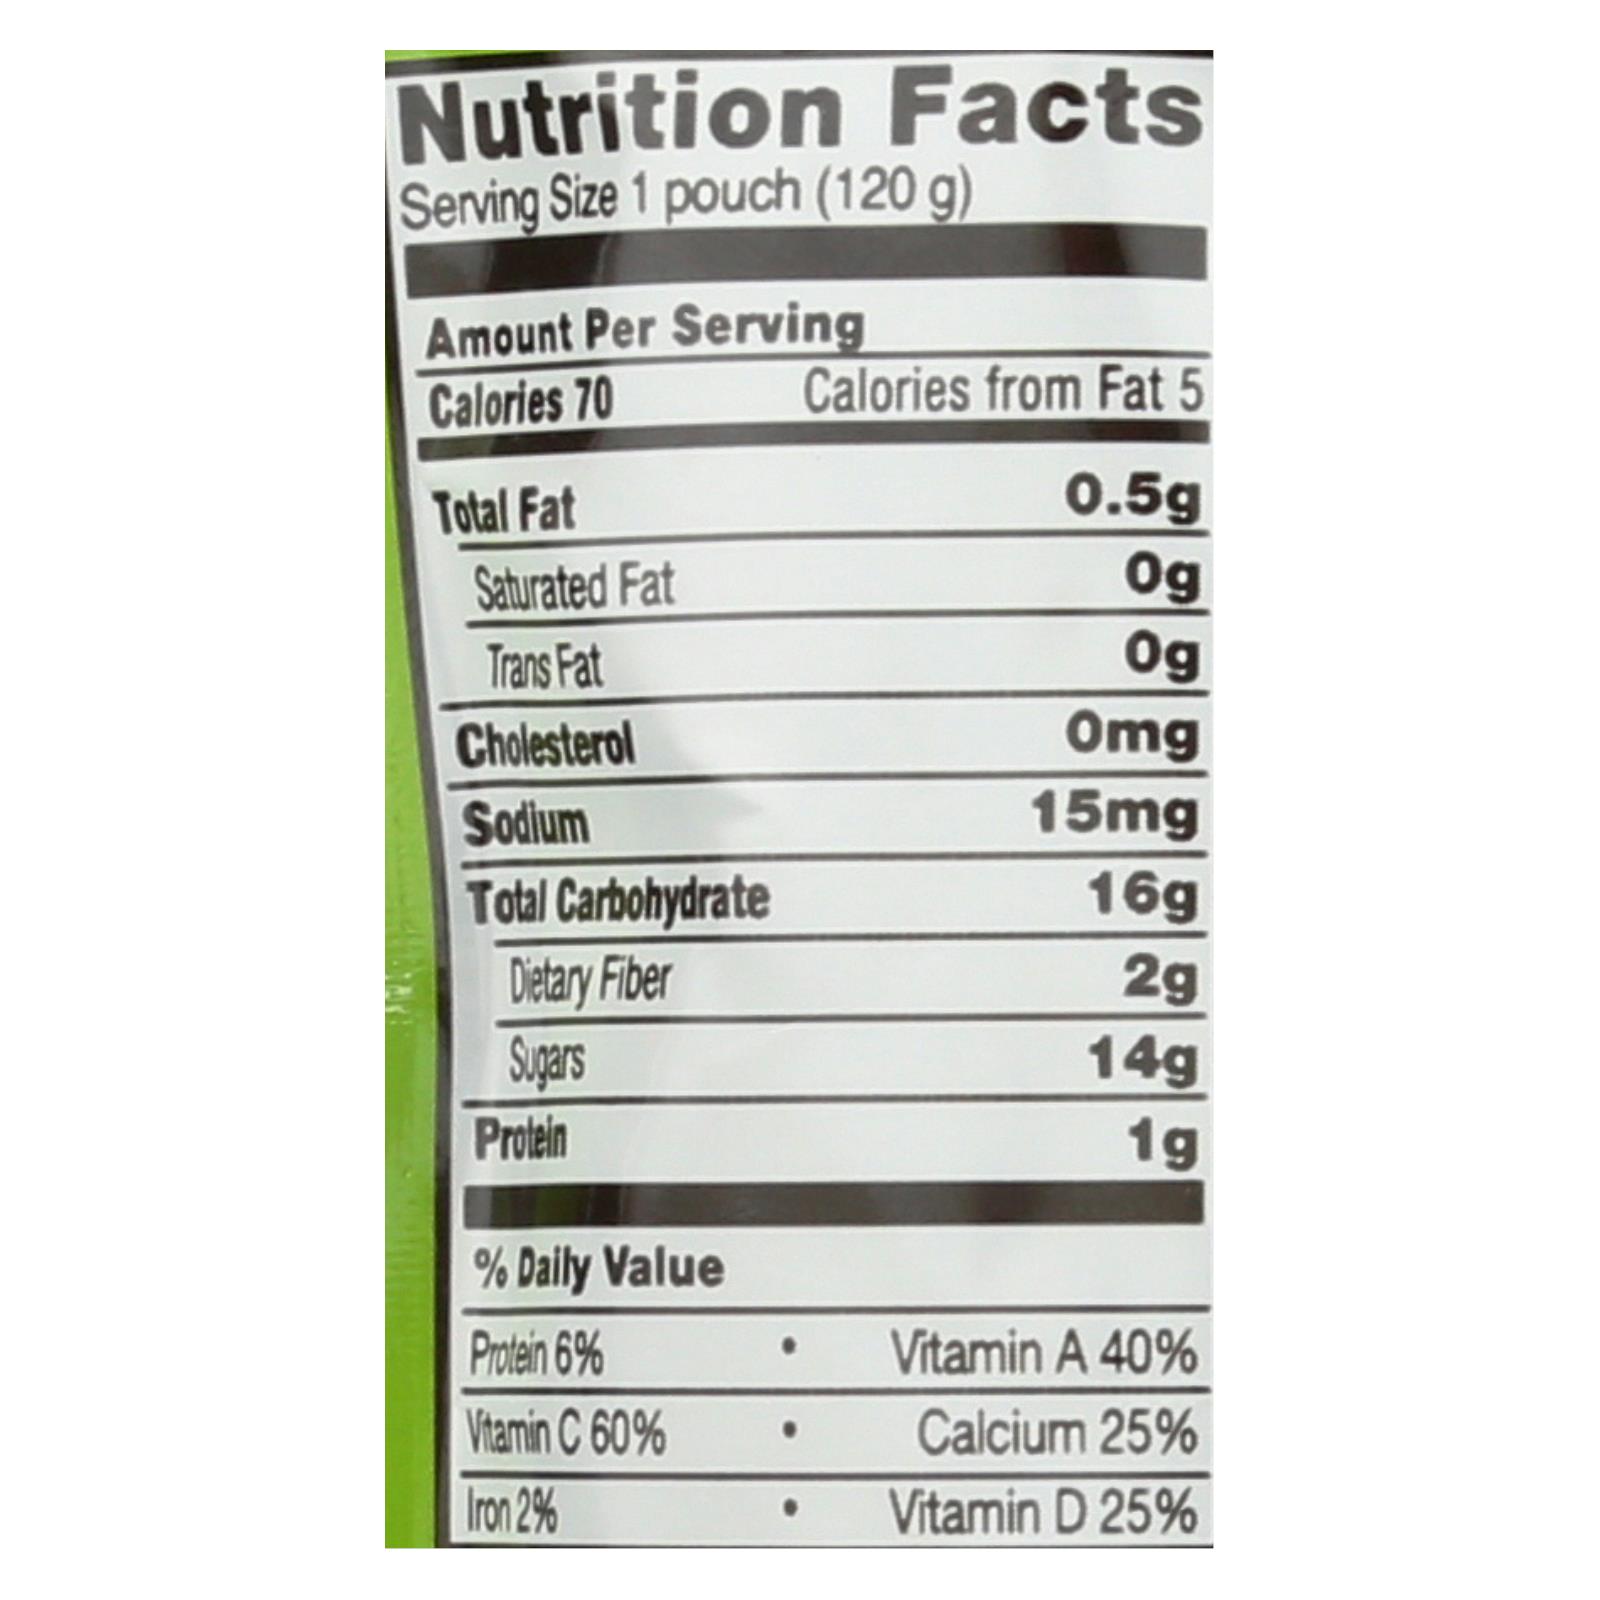 Nutrition Facts
Serving Size 1 pouch (120 g)
Amount Per Serving
Calories 70 Calories from Fat 5
Total Fat 0.5g
Saturated Fat 0g
Trans Fat 0g
Cholesterol 0mg
Sodium 15mg
Total Carbohydrate 16g
Dietary Fiber 2g
Sugars 14g
Protein 1g
% Daily Value
Protein 6% • Vitamin A 40%
Vitamin C 60% • Calcium 25%
Iron 2% • Vitamin D 25%